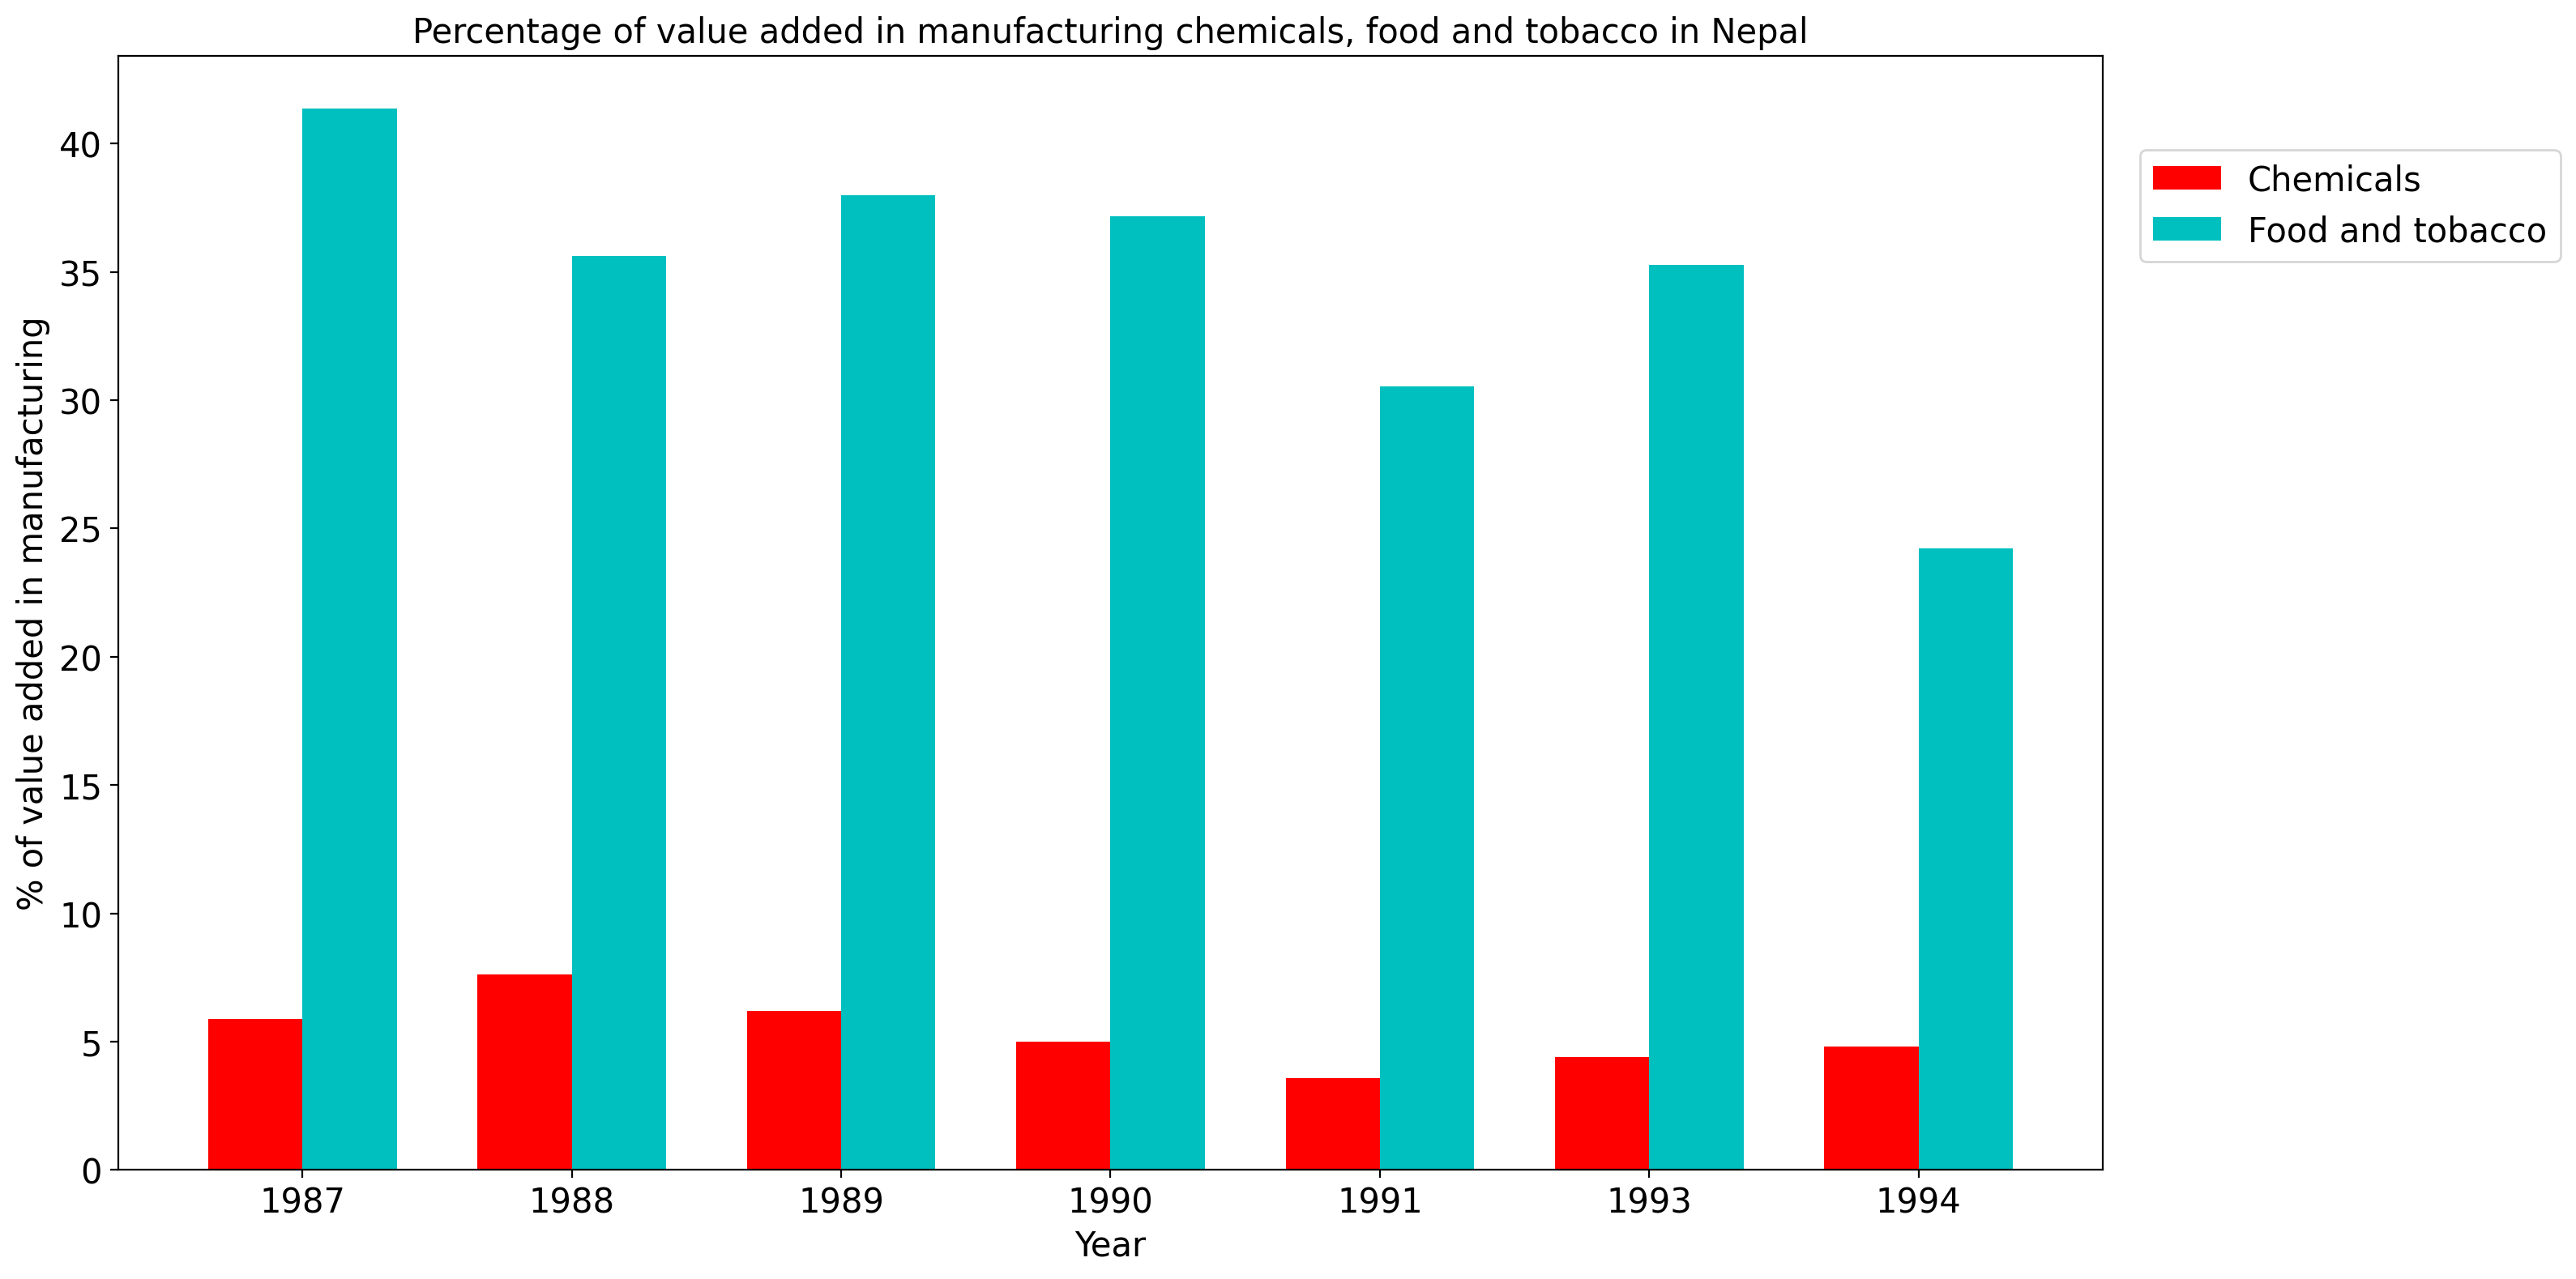 Percentage of value added in manufacturing chemicals, food and tobacco in Nepal
% of value added in manufacturing
40
35
30
25
20
15
10
5
0
1987 1988 1989 1990 1991 1993 1994
Year
Chemicals
Food and tobacco